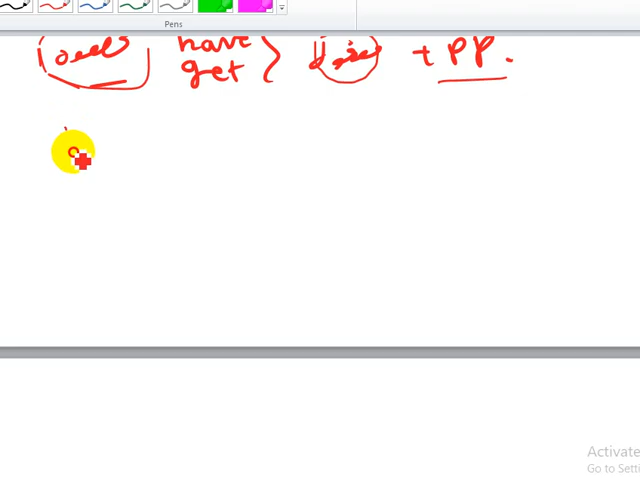 Pens
have
get } + PP.
Activate
Go to Setti